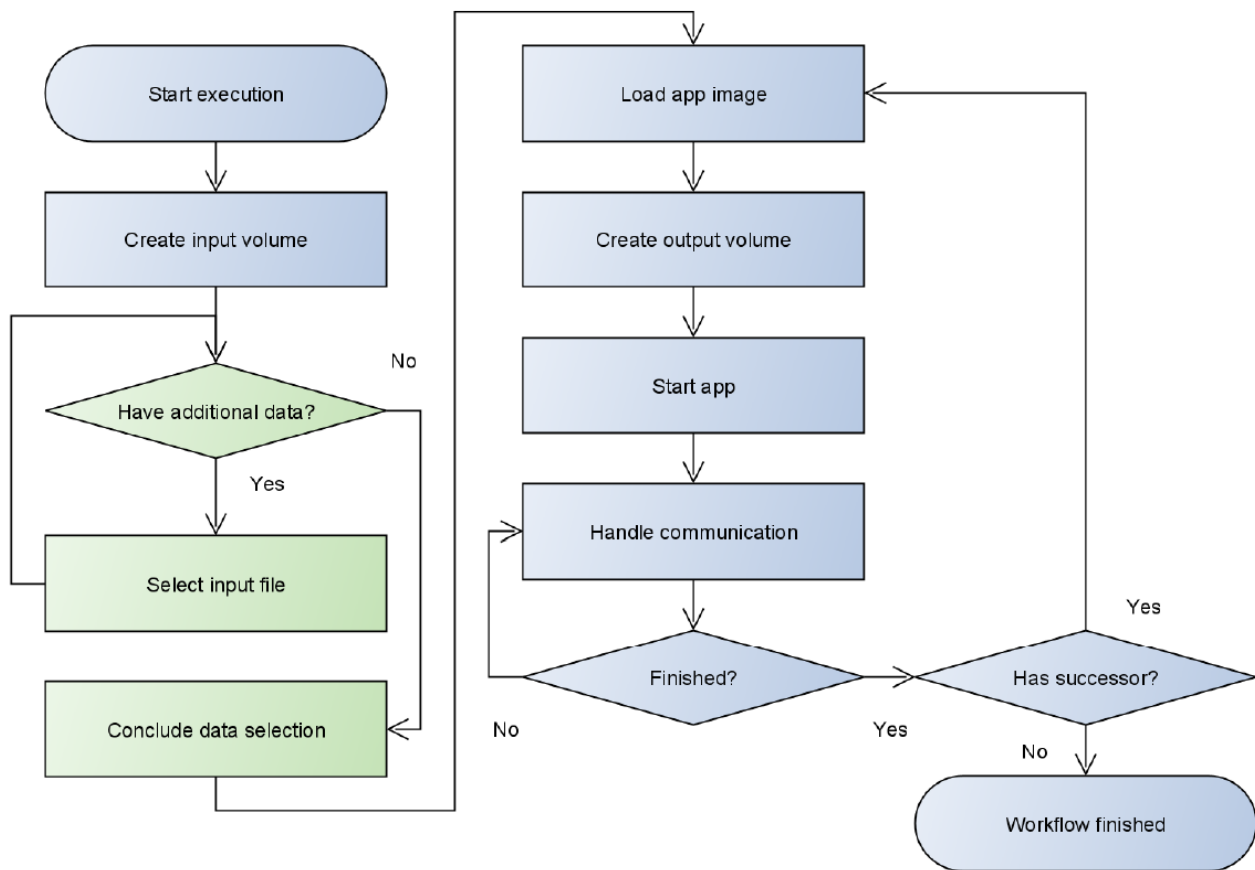 Start execution
Create input volume
Have additional data?
No
Yes
Select input file
Conclude data selection
Load app image
Create output volume
Start app
Handle communication
Finished?
No
Yes
Has successor?
Yes
No
Workflow finished